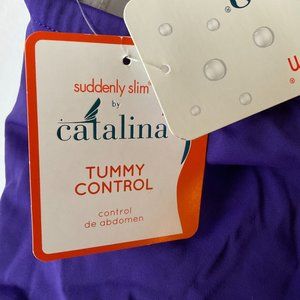 suddenly slim®
by
catalina
TUMMY
CONTROL
control
de abdomen